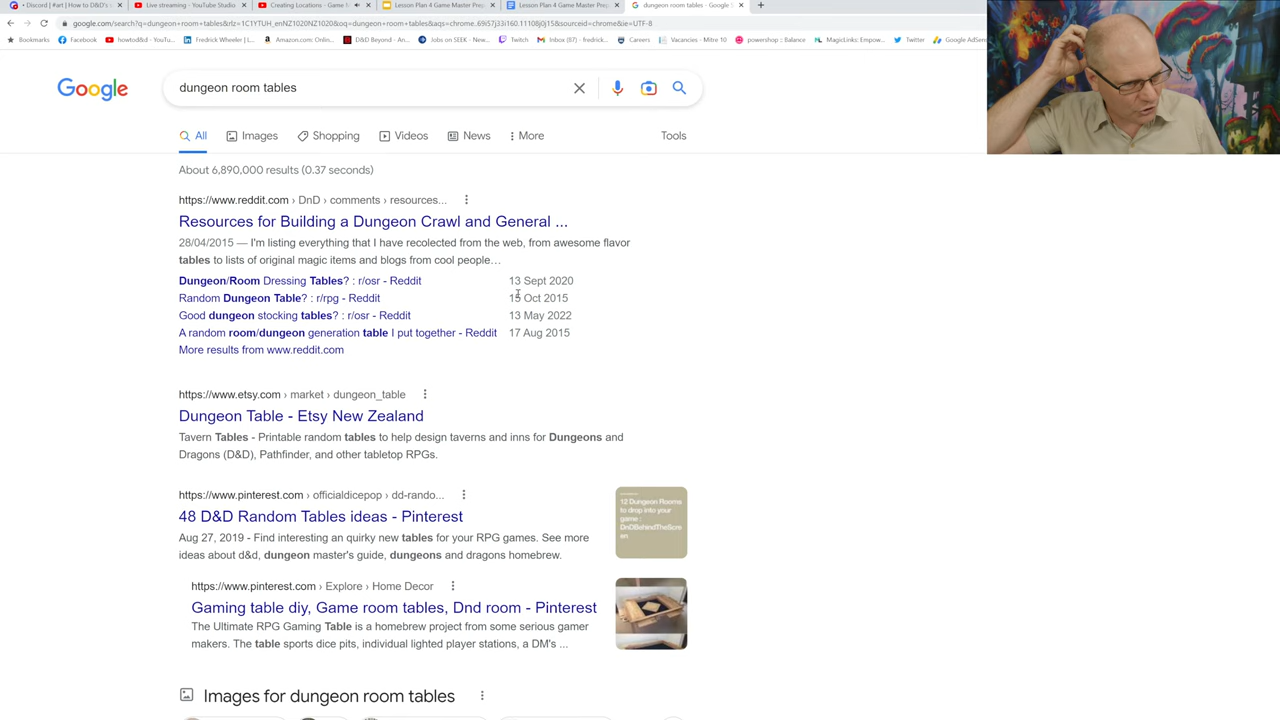 Discord | Part | How to D&D's
Live streaming - YouTube Studio
Creating Locations - Game
Lesson Plan 4 Game Master Prep
Lesson Plan 4 Game Master Prep
dungeon room tables - Google S
google.com/search?q=dungeon+room+tables&rlz=1C1YTUH_enNZ1020NZ1020&oq=dungeon+room+tables&aqs=chrome..69i57j33i160.11108j0j15&sourceid=chrome&ie=UTF-8
Bookmarks
Facebook
howtod&d - YouTu...
Fredrick Wheeler | L...
Amazon.com: Onlin...
D&D Beyond - An...
Jobs on SEEK - New...
Twitch
Inbox (87) - fredrick...
Careers
Vacancies - Mitre 10
powershop :: Balance
MagicLinks: Empow...
Twitter
Google AdSen
Google
dungeon room tables
All
Images
Shopping
Videos
News
More
Tools
About 6,890,000 results (0.37 seconds)
https://www.reddit.com › DnD › comments › resources...
Resources for Building a Dungeon Crawl and General ...
28/04/2015 — I'm listing everything that I have recolected from the web, from awesome flavor
tables to lists of original magic items and blogs from cool people…
Dungeon/Room Dressing Tables? : r/osr - Reddit 13 Sept 2020
Random Dungeon Table? : r/rpg - Reddit 15 Oct 2015
Good dungeon stocking tables? : r/osr - Reddit 13 May 2022
A random room/dungeon generation table I put together - Reddit 17 Aug 2015
More results from www.reddit.com
https://www.etsy.com › market › dungeon_table
Dungeon Table - Etsy New Zealand
Tavern Tables - Printable random tables to help design taverns and inns for Dungeons and
Dragons (D&D), Pathfinder, and other tabletop RPGs.
https://www.pinterest.com › officialdicepop › dd-rando...
48 D&D Random Tables ideas - Pinterest
Aug 27, 2019 - Find interesting an quirky new tables for your RPG games. See more
ideas about d&d, dungeon master's guide, dungeons and dragons homebrew.
12 Dungeon Rooms
to drop into your
game :
DnDBehindTheScre
en
https://www.pinterest.com › Explore › Home Decor
Gaming table diy, Game room tables, Dnd room - Pinterest
The Ultimate RPG Gaming Table is a homebrew project from some serious gamer
makers. The table sports dice pits, individual lighted player stations, a DM's ...
Images for dungeon room tables